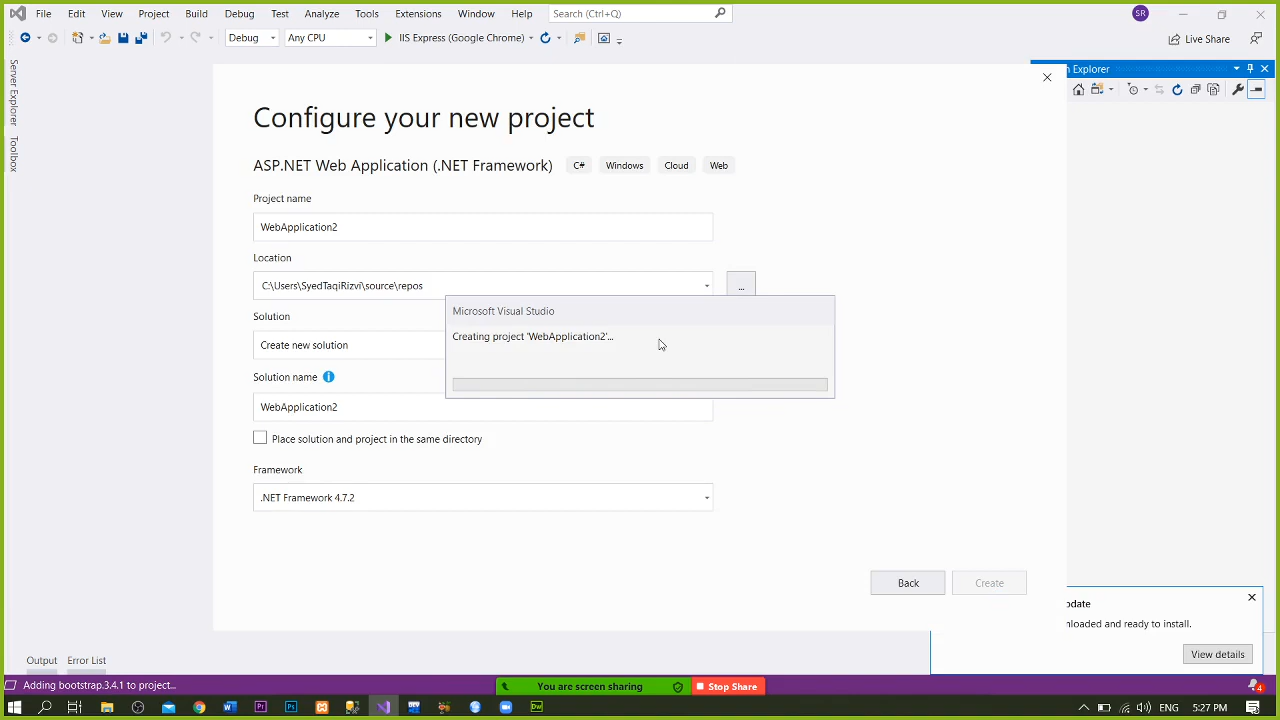 File Edit View Project Build Debug Test Analyze Tools Extensions Window Help Search (Ctrl+Q) SR
Debug Any CPU IIS Express (Google Chrome) Live Share
Server Explorer
Toolbox
Explorer
Configure your new project
ASP.NET Web Application (.NET Framework) C# Windows Cloud Web
Project name
WebApplication2
Location
C:\Users\SyedTaqiRizvi\source\repos ...
Solution
Create new solution
Microsoft Visual Studio
Creating project 'WebApplication2'...
Solution name
WebApplication2
Place solution and project in the same directory
Framework
.NET Framework 4.7.2
Back Create
date
nloaded and ready to install.
View details
Output Error List
Adding bootstrap.3.4.1 to project... You are screen sharing Stop Share 4
W Pr Ps Dw ENG 5:27 PM